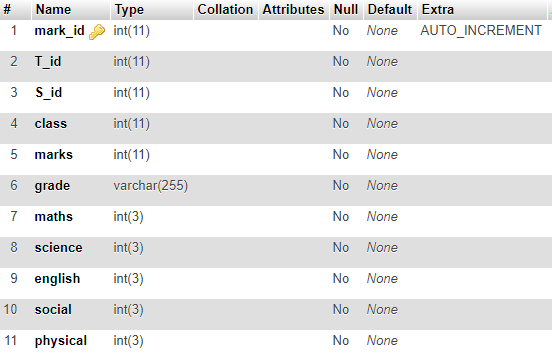 # Name Type Collation Attributes Null Default Extra
1 mark_id int(11) No None AUTO_INCREMENT
2 T_id int(11) No None
3 S_id int(11) No None
4 class int(11) No None
5 marks int(11) No None
6 grade varchar(255) No None
7 maths int(3) No None
8 science int(3) No None
9 english int(3) No None
10 social int(3) No None
11 physical int(3) No None